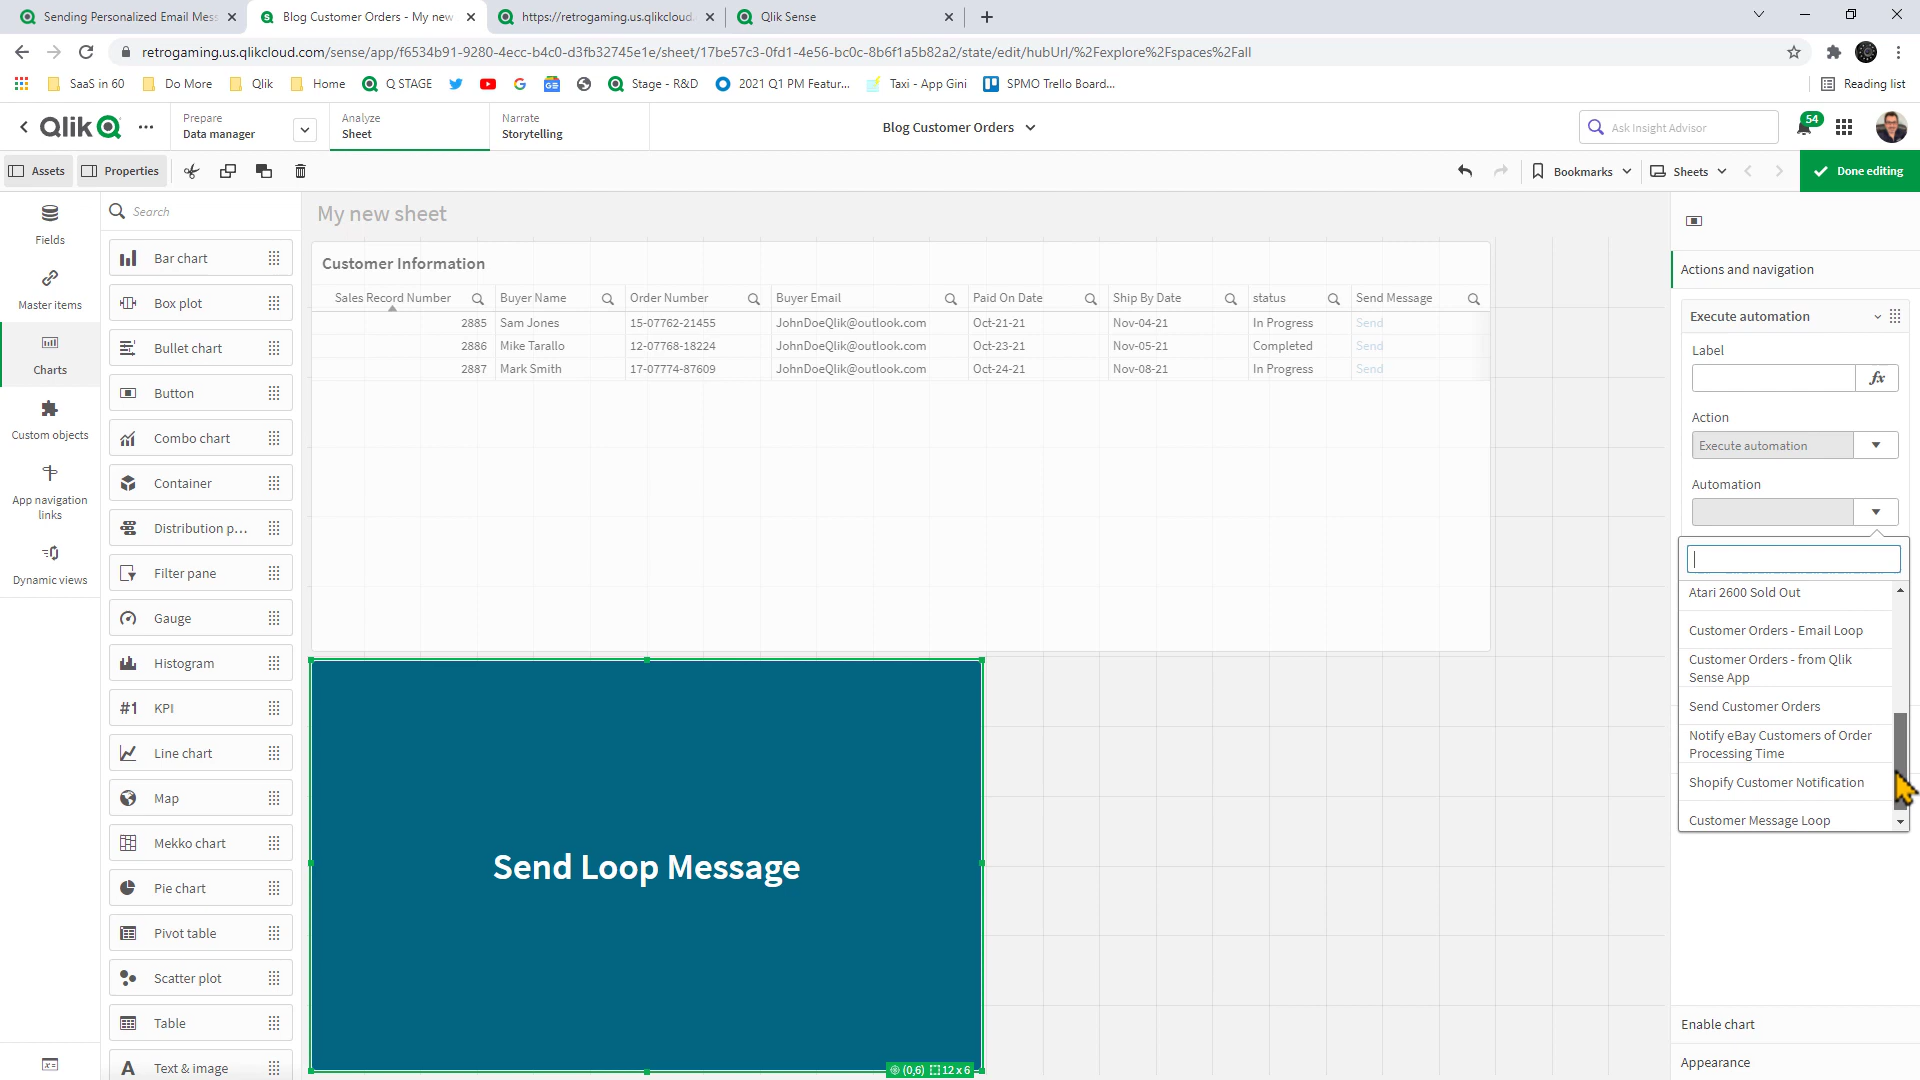 Sending Personalized Email Mess
Blog Customer Orders - My new
https://retrogaming.us.qlikcloud.
Qlik Sense
retrogaming.us.qlikcloud.com/sense/app/f6534b91-9280-4ecc-b4c0-d3fb32745e1e/sheet/17be57c3-0fd1-4e56-bc0c-8b6f1a5b82a2/state/edit/hubUrl/%2Fexplore%2Fspaces%2Fall
SaaS in 60
Do More
Qlik
Home
Q STAGE
Stage - R&D
2021 Q1 PM Featur...
Taxi - App Gini
SPMO Trello Board...
Reading list
Qlik
Prepare
Data manager
Analyze
Sheet
Narrate
Storytelling
Blog Customer Orders
Ask Insight Advisor
54
Assets
Properties
Bookmarks
Sheets
Done editing
Fields
Master items
Charts
Custom objects
App navigation
links
Dynamic views
Search
Bar chart
Box plot
Bullet chart
Button
Combo chart
Container
Distribution p...
Filter pane
Gauge
Histogram
#1 KPI
Line chart
Map
Mekko chart
Pie chart
Pivot table
Scatter plot
Table
A Text & image
My new sheet
Customer Information
Sales Record Number Buyer Name Order Number Buyer Email Paid On Date Ship By Date status Send Message
2885 Sam Jones 15-07762-21455 JohnDoeQlik@outlook.com Oct-21-21 Nov-04-21 In Progress Send
2886 Mike Tarallo 12-07768-18224 JohnDoeQlik@outlook.com Oct-23-21 Nov-05-21 Completed Send
2887 Mark Smith 17-07774-87609 JohnDoeQlik@outlook.com Oct-24-21 Nov-08-21 In Progress Send
Send Loop Message
(0,6) 12 x 6
Actions and navigation
Execute automation
Label
fx
Action
Execute automation
Automation
Atari 2600 Sold Out
Customer Orders - Email Loop
Customer Orders - from Qlik
Sense App
Send Customer Orders
Notify eBay Customers of Order
Processing Time
Shopify Customer Notification
Customer Message Loop
Enable chart
Appearance